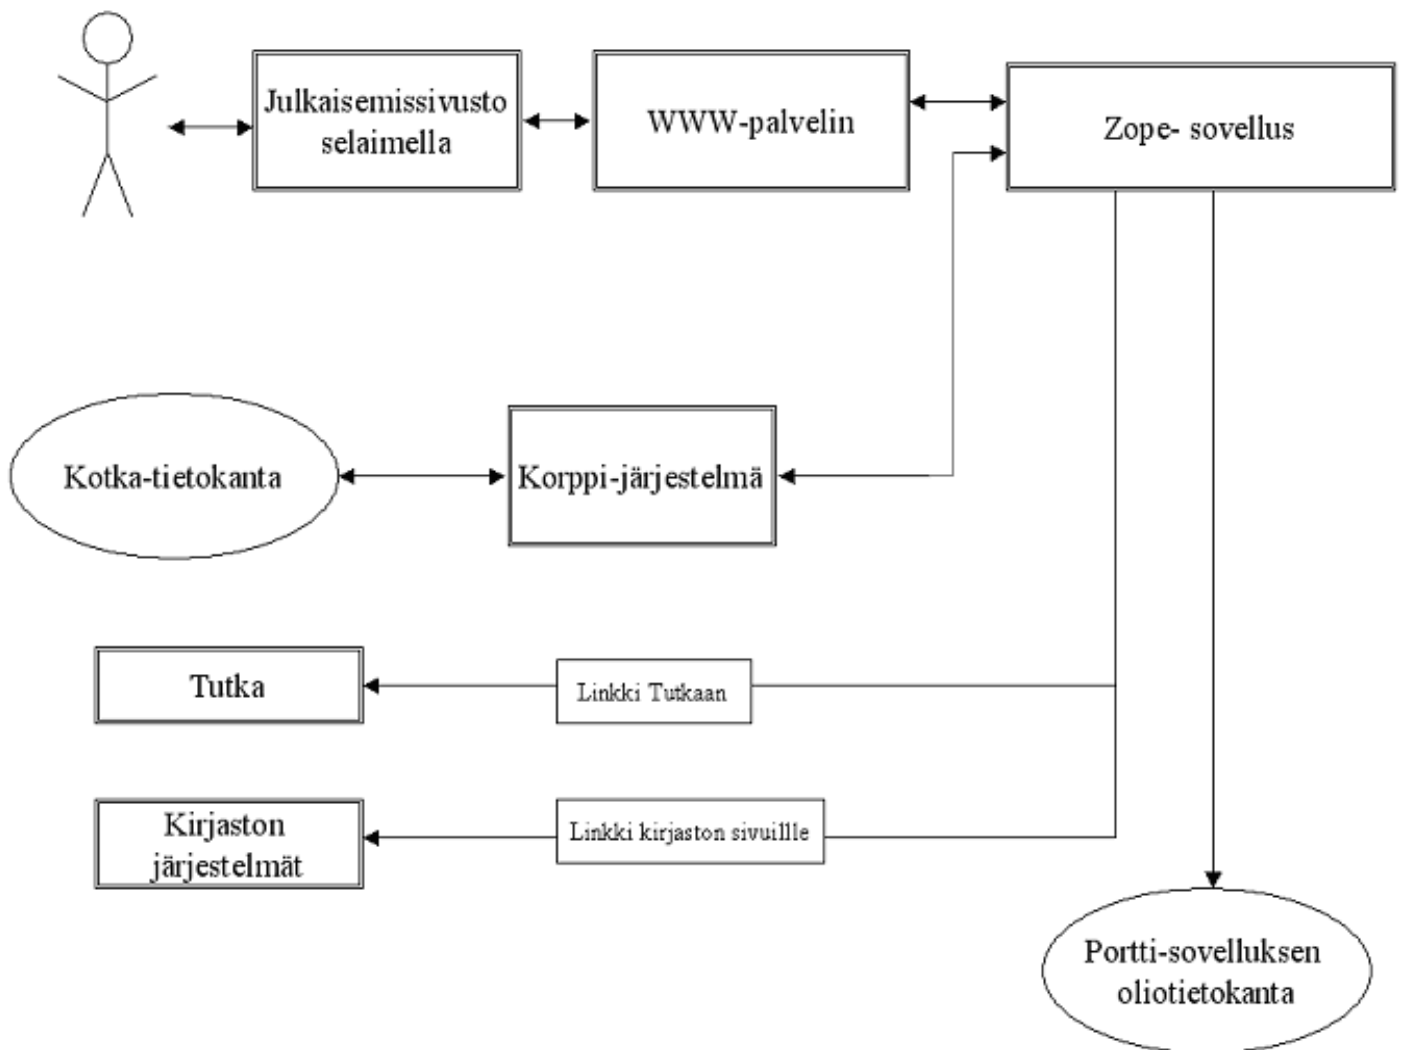 Julkaisemissivusto
selaimella
WWW-palvelin
Zope- sovellus
Kotka-tietokanta
Korppi-järjestelmä
Tutka
Linkki Tutkaan
Kirjaston
järjestelmät
Linkki kirjaston sivuillle
Portti-sovelluksen
oliotietokanta